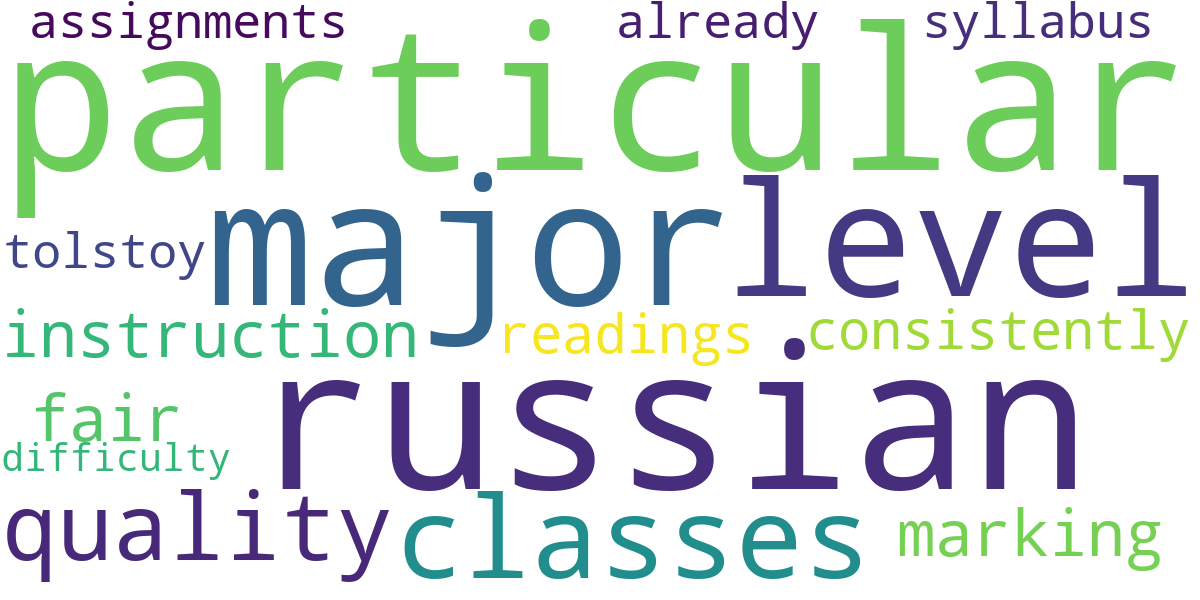 assignments already syllabus
particular
major level
tolstoy
instruction readings consistently
russian
fair
difficulty
quality classes marking